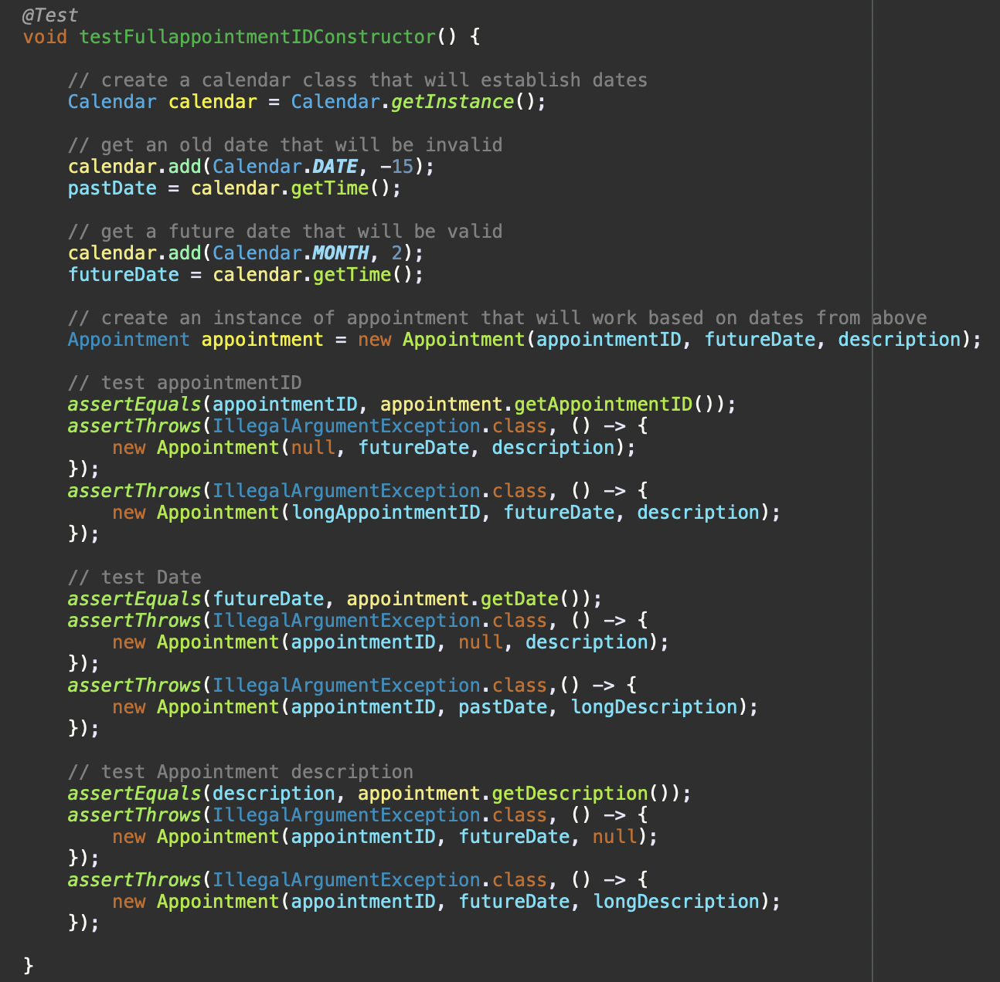 @Test
void testFullappointmentIDConstructor() {
// create a calendar class that will establish dates
Calendar calendar = Calendar.getInstance();
// get an old date that will be invalid
calendar.add(Calendar.DATE, -15);
pastDate = calendar.getTime();
// get a future date that will be valid
calendar.add(Calendar.MONTH, 2);
futureDate = calendar.getTime();
// create an instance of appointment that will work based on dates from above
Appointment appointment = new Appointment(appointmentID, futureDate, description);
// test appointmentID
assertEquals(appointmentID, appointment.getAppointmentID());
assertThrows(IllegalArgumentException.class, () -> {
new Appointment(null, futureDate, description);
});
assertThrows(IllegalArgumentException.class, () -> {
new Appointment(longAppointmentID, futureDate, description);
});
// test Date
assertEquals(futureDate, appointment.getDate());
assertThrows(IllegalArgumentException.class, () -> {
new Appointment(appointmentID, null, description);
});
assertThrows(IllegalArgumentException.class,() -> {
new Appointment(appointmentID, pastDate, longDescription);
});
// test Appointment description
assertEquals(description, appointment.getDescription());
assertThrows(IllegalArgumentException.class, () -> {
new Appointment(appointmentID, futureDate, null);
});
assertThrows(IllegalArgumentException.class, () -> {
new Appointment(appointmentID, futureDate, longDescription);
});
}